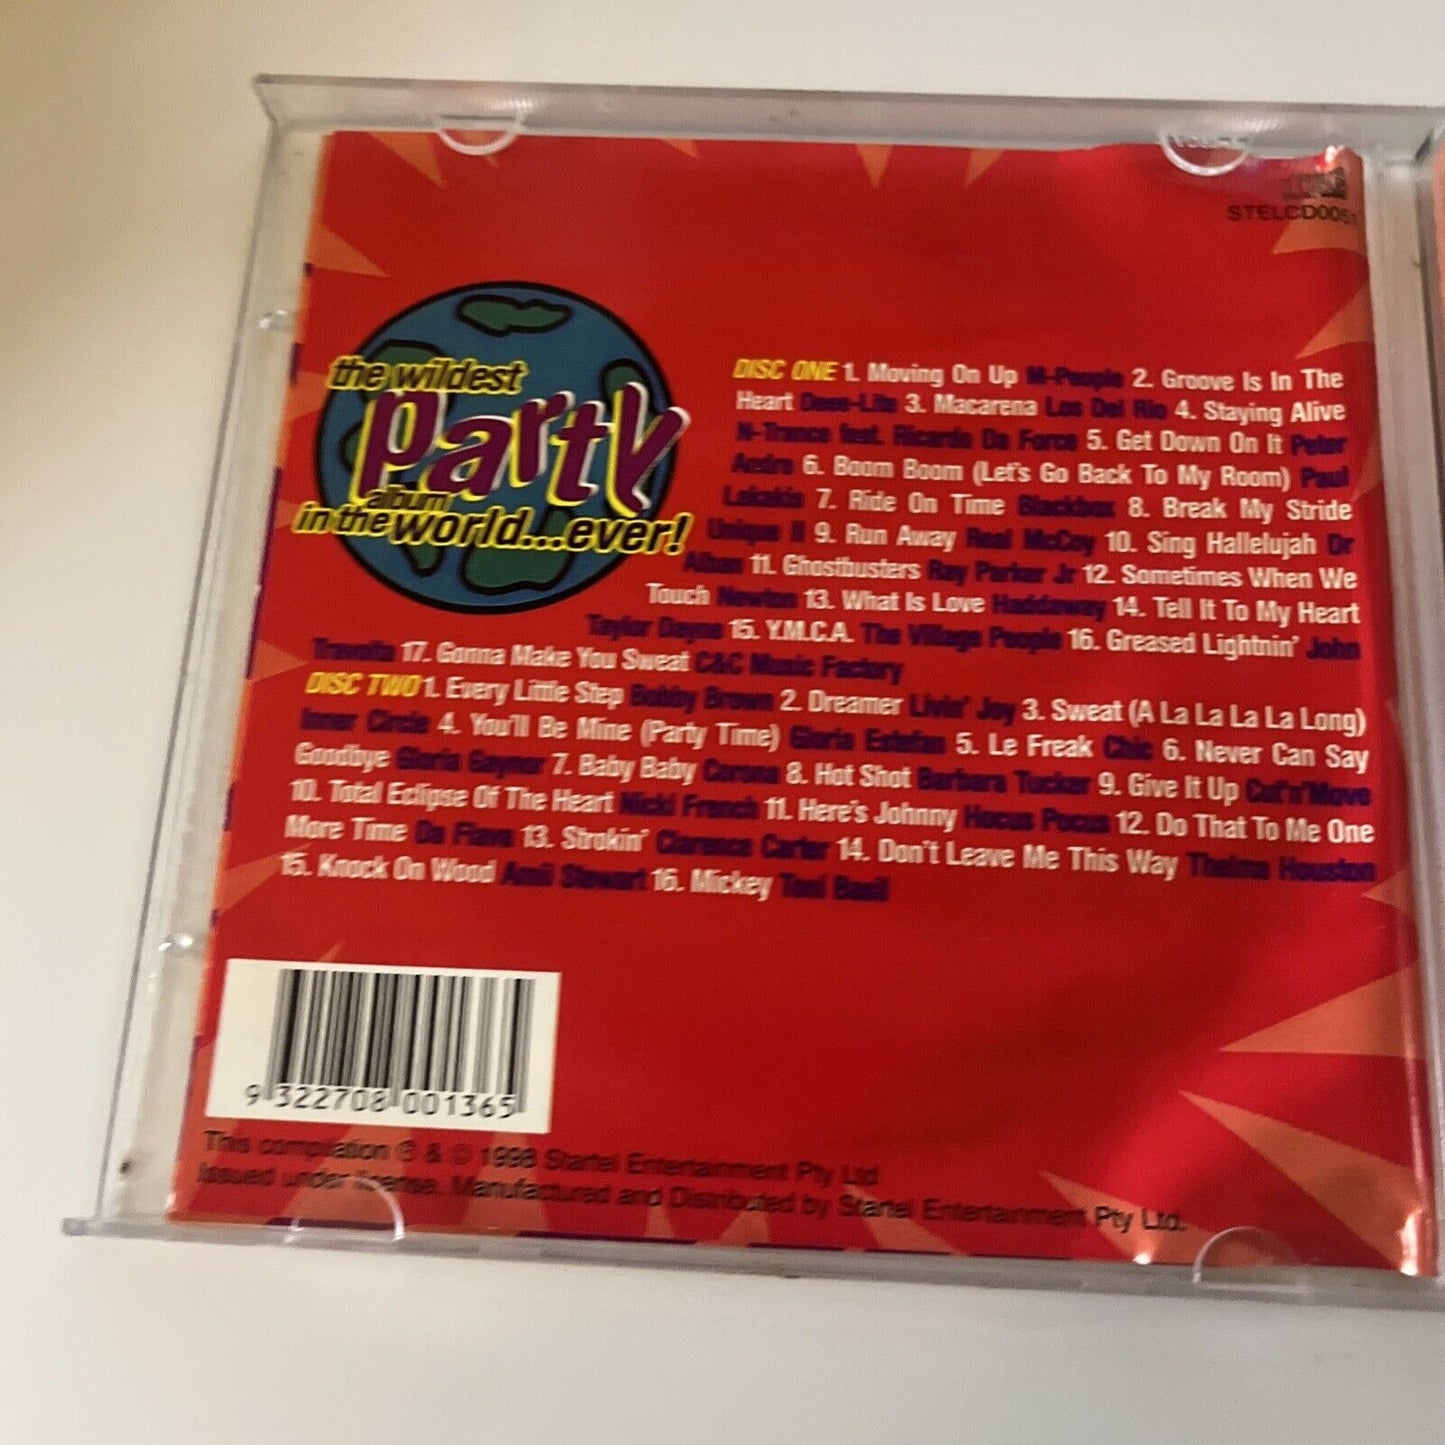 STELCD0051
the wildest
party
album
in the world...ever!
DISC ONE 1. Moving On Up M-People 2. Groove Is In The
Heart Deee-Lite 3. Macarena Los Del Rio 4. Staying Alive
N-Trance feat. Ricardo Da Force 5. Get Down On It Peter
Andre 6. Boom Boom (Let's Go Back To My Room) Paul
Lekakis 7. Ride On Time Blackbox 8. Break My Stride
Unique II 9. Run Away Real McCoy 10. Sing Hallelujah Dr
Alban 11. Ghostbusters Ray Parker Jr 12. Sometimes When We
Touch Newton 13. What Is Love Haddaway 14. Tell It To My Heart
Taylor Dayne 15. Y.M.C.A. The Village People 16. Greased Lightnin' John
Travolta 17. Gonna Make You Sweat C&C Music Factory
DISC TWO 1. Every Little Step Bobby Brown 2. Dreamer Livin' Joy 3. Sweat (A La La La La Long)
Inner Circle 4. You'll Be Mine (Party Time) Gloria Estefan 5. Le Freak Chic 6. Never Can Say
Goodbye Gloria Gaynor 7. Baby Baby Corona 8. Hot Shot Barbara Tucker 9. Give It Up Cut'n'Move
10. Total Eclipse Of The Heart Nicki French 11. Here's Johnny Hocus Pocus 12. Do That To Me One
More Time Da Flava 13. Strokin' Clarence Carter 14. Don't Leave Me This Way Thelma Houston
15. Knock On Wood Amii Stewart 16. Mickey Toni Basil
9 322708 001365
This compilation ℗ & © 1998 Startel Entertainment Pty Ltd
Issued under license. Manufactured and Distributed by Startel Entertainment Pty Ltd.